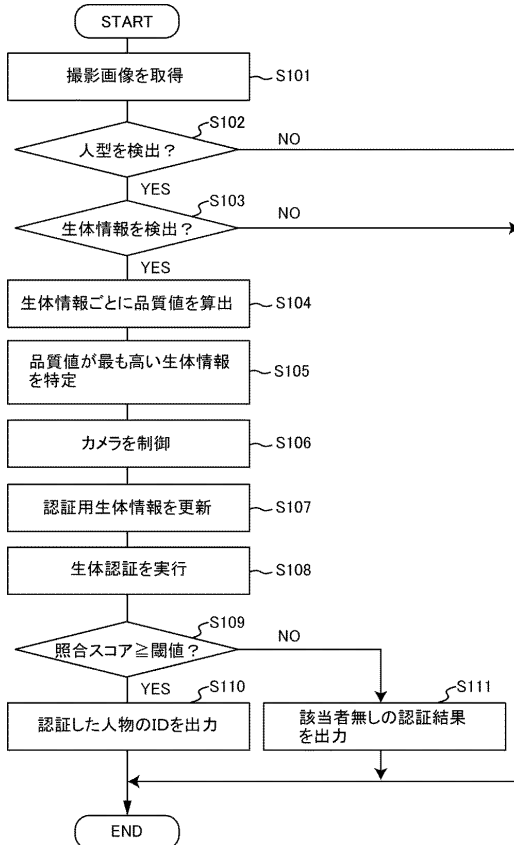 START
撮影画像を取得
S101
S102
人型を検出？
NO
YES
S103
生体情報を検出？
NO
YES
生体情報ごとに品質値を算出
S104
品質値が最も高い生体情報
を特定
S105
カメラを制御
S106
認証用生体情報を更新
S107
生体認証を実行
S108
S109
照合スコア≧閾値？
NO
YES
S110
認証した人物のIDを出力
S111
該当者無しの認証結果
を出力
END